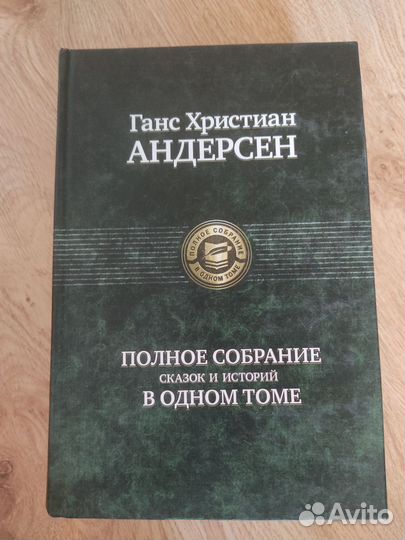 Ганс Христиан
АНДЕРСЕН
ПОЛНОЕ СОБРАНИЕ
В ОДНОМ ТОМЕ
ПОЛНОЕ СОБРАНИЕ
СКАЗОК И ИСТОРИЙ
В ОДНОМ ТОМЕ
Avito